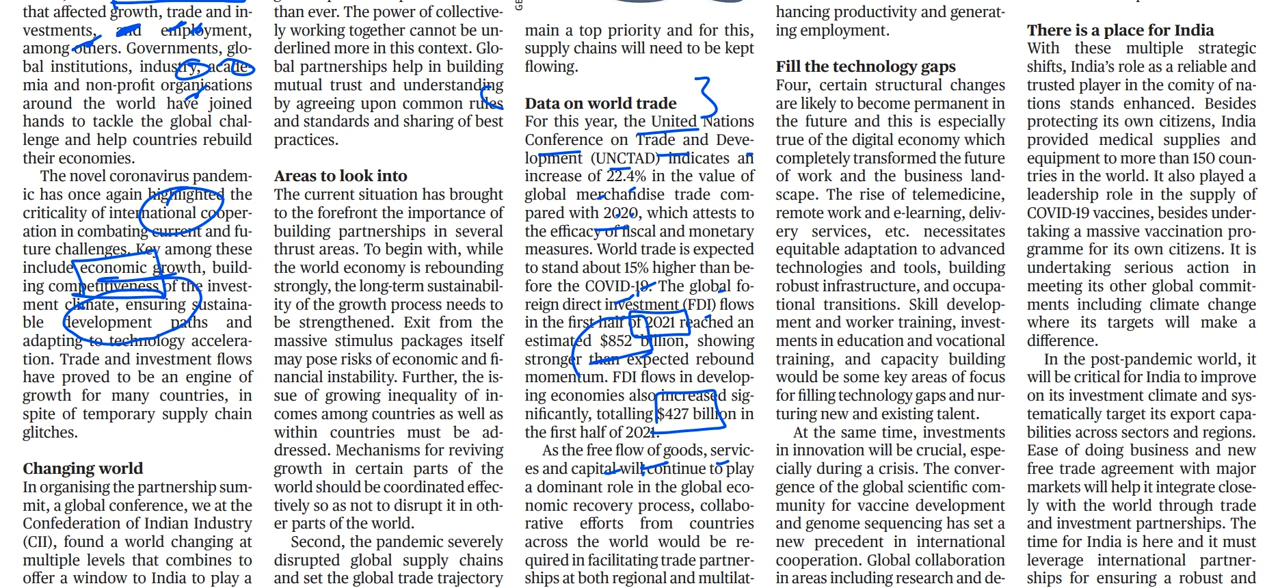 that affected growth, trade and in-
vestments, and employment,
among others. Governments, glo-
bal institutions, industry, acade-
mia and non-profit organisations
around the world have joined
hands to tackle the global chal-
lenge and help countries rebuild
their economies.
The novel coronavirus pandem-
ic has once again highlighted the
criticality of international cooper-
ation in combating current and fu-
ture challenges. Key among these
include economic growth, build-
ing competitiveness of the invest-
ment climate, ensuring sustaina-
ble development paths and
adapting to technology accelera-
tion. Trade and investment flows
have proved to be an engine of
growth for many countries, in
spite of temporary supply chain
glitches.
Changing world
In organising the partnership sum-
mit, a global conference, we at the
Confederation of Indian Industry
(CII), found a world changing at
multiple levels that combines to
offer a window to India to play a
than ever. The power of collective-
ly working together cannot be un-
derlined more in this context. Glo-
bal partnerships help in building
mutual trust and understanding
by agreeing upon common rules
and standards and sharing of best
practices.
Areas to look into
The current situation has brought
to the forefront the importance of
building partnerships in several
thrust areas. To begin with, while
the world economy is rebounding
strongly, the long-term sustainabil-
ity of the growth process needs to
be strengthened. Exit from the
massive stimulus packages itself
may pose risks of economic and fi-
nancial instability. Further, the is-
sue of growing inequality of in-
comes among countries as well as
within countries must be ad-
dressed. Mechanisms for reviving
growth in certain parts of the
world should be coordinated effec-
tively so as not to disrupt it in oth-
er parts of the world.
Second, the pandemic severely
disrupted global supply chains
and set the global trade trajectory
GE
main a top priority and for this,
supply chains will need to be kept
flowing.
Data on world trade
For this year, the United Nations
Conference on Trade and Deve-
lopment (UNCTAD) indicates an
increase of 22.4% in the value of
global merchandise trade com-
pared with 2020, which attests to
the efficacy of fiscal and monetary
measures. World trade is expected
to stand about 15% higher than be-
fore the COVID-19. The global fo-
reign direct investment (FDI) flows
in the first half of 2021 reached an
estimated $852 billion, showing
stronger than expected rebound
momentum. FDI flows in develop-
ing economies also increased sig-
nificantly, totalling $427 billion in
the first half of 2021.
As the free flow of goods, servic-
es and capital will continue to play
a dominant role in the global eco-
nomic recovery process, collabo-
rative efforts from countries
across the world would be re-
quired in facilitating trade partner-
ships at both regional and multilat-
hancing productivity and generat-
ing employment.
Fill the technology gaps
Four, certain structural changes
are likely to become permanent in
the future and this is especially
true of the digital economy which
completely transformed the future
of work and the business land-
scape. The rise of telemedicine,
remote work and e-learning, deliv-
ery services, etc. necessitates
equitable adaptation to advanced
technologies and tools, building
robust infrastructure, and occupa-
tional transitions. Skill develop-
ment and worker training, invest-
ments in education and vocational
training, and capacity building
would be some key areas of focus
for filling technology gaps and nur-
turing new and existing talent.
At the same time, investments
in innovation will be crucial, espe-
cially during a crisis. The conver-
gence of the global scientific com-
munity for vaccine development
and genome sequencing has set a
new precedent in international
cooperation. Global collaboration
in areas including research and de-
There is a place for India
With these multiple strategic
shifts, India's role as a reliable and
trusted player in the comity of na-
tions stands enhanced. Besides
protecting its own citizens, India
provided medical supplies and
equipment to more than 150 coun-
tries in the world. It also played a
leadership role in the supply of
COVID-19 vaccines, besides under-
taking a massive vaccination pro-
gramme for its own citizens. It is
undertaking serious action in
meeting its other global commit-
ments including climate change
where its targets will make a
difference.
In the post-pandemic world, it
will be critical for India to improve
on its investment climate and sys-
tematically target its export capa-
bilities across sectors and regions.
Ease of doing business and new
free trade agreement with major
markets will help it integrate close-
ly with the world through trade
and investment partnerships. The
time for India is here and it must
leverage international partner-
ships for ensuring a robust and